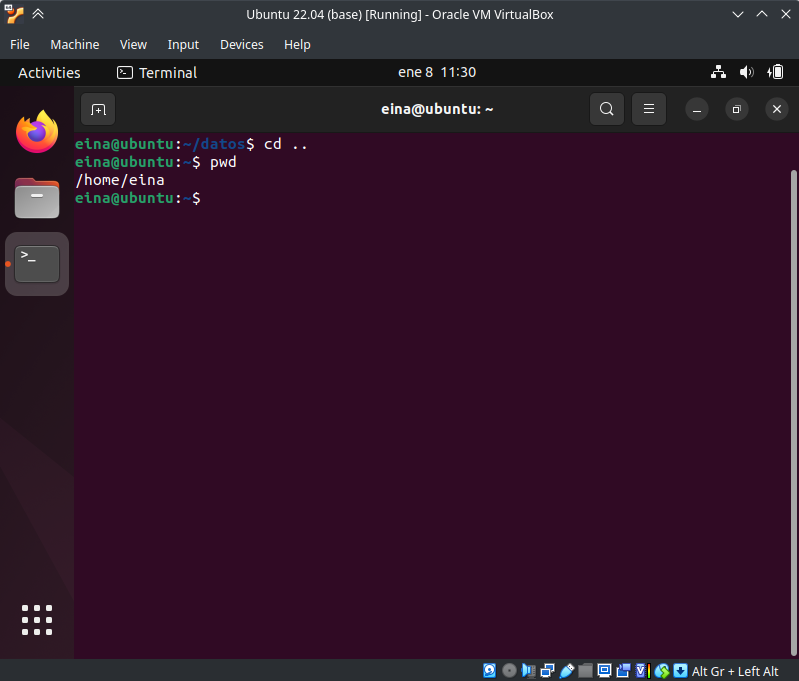 Ubuntu 22.04 (base) [Running] - Oracle VM VirtualBox
File Machine View Input Devices Help
Activities Terminal ene 8 11:30
eina@ubuntu: ~
eina@ubuntu:~/datos$ cd ..
eina@ubuntu:~$ pwd
/home/eina
eina@ubuntu:~$
>_
Alt Gr + Left Alt